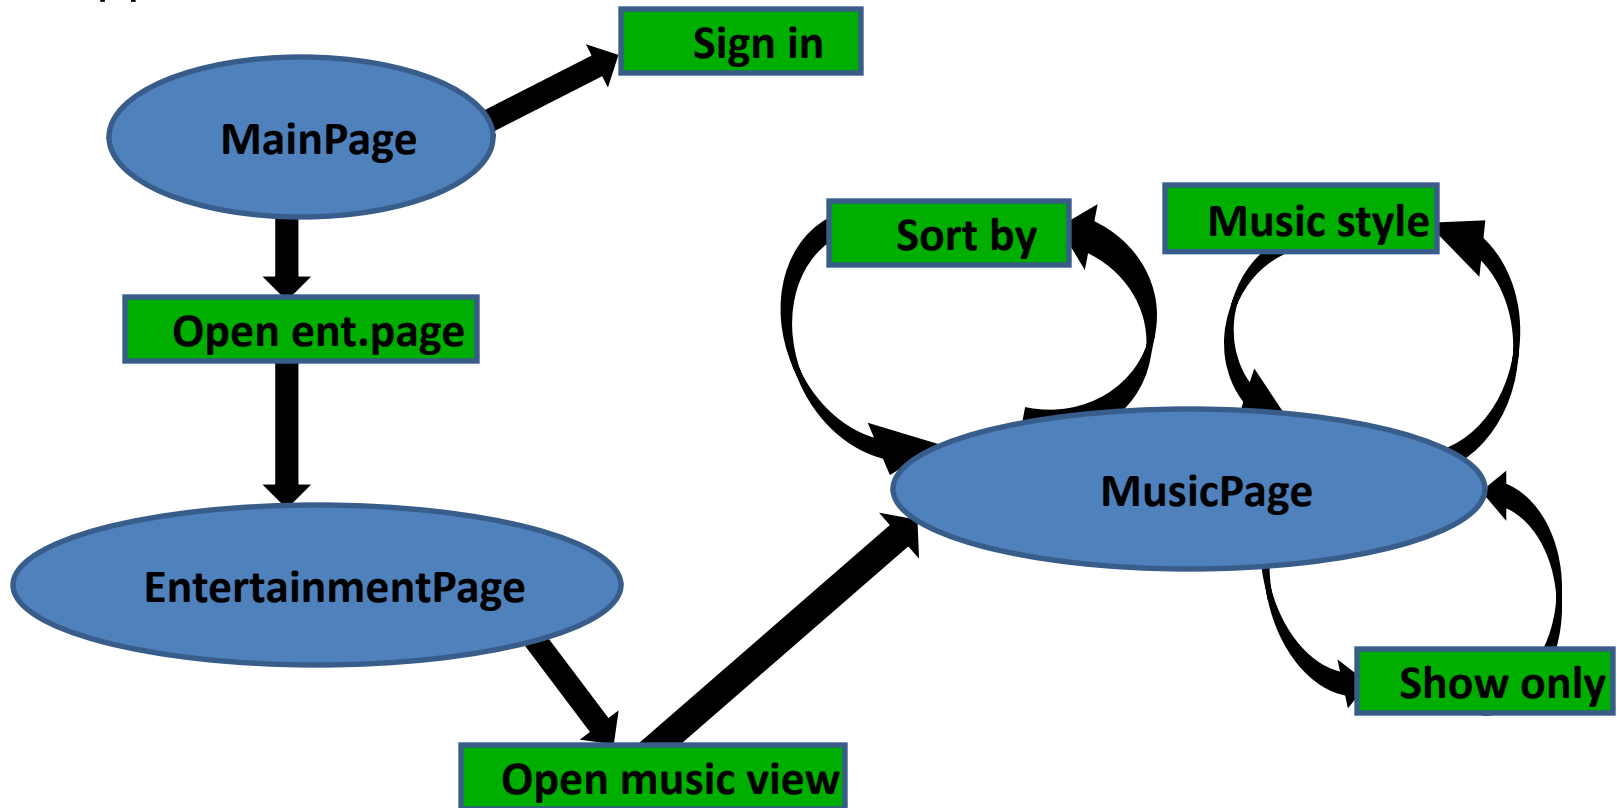 Sign in
MainPage
Sort by
Music style
Open ent.page
MusicPage
EntertainmentPage
Show only
Open music view